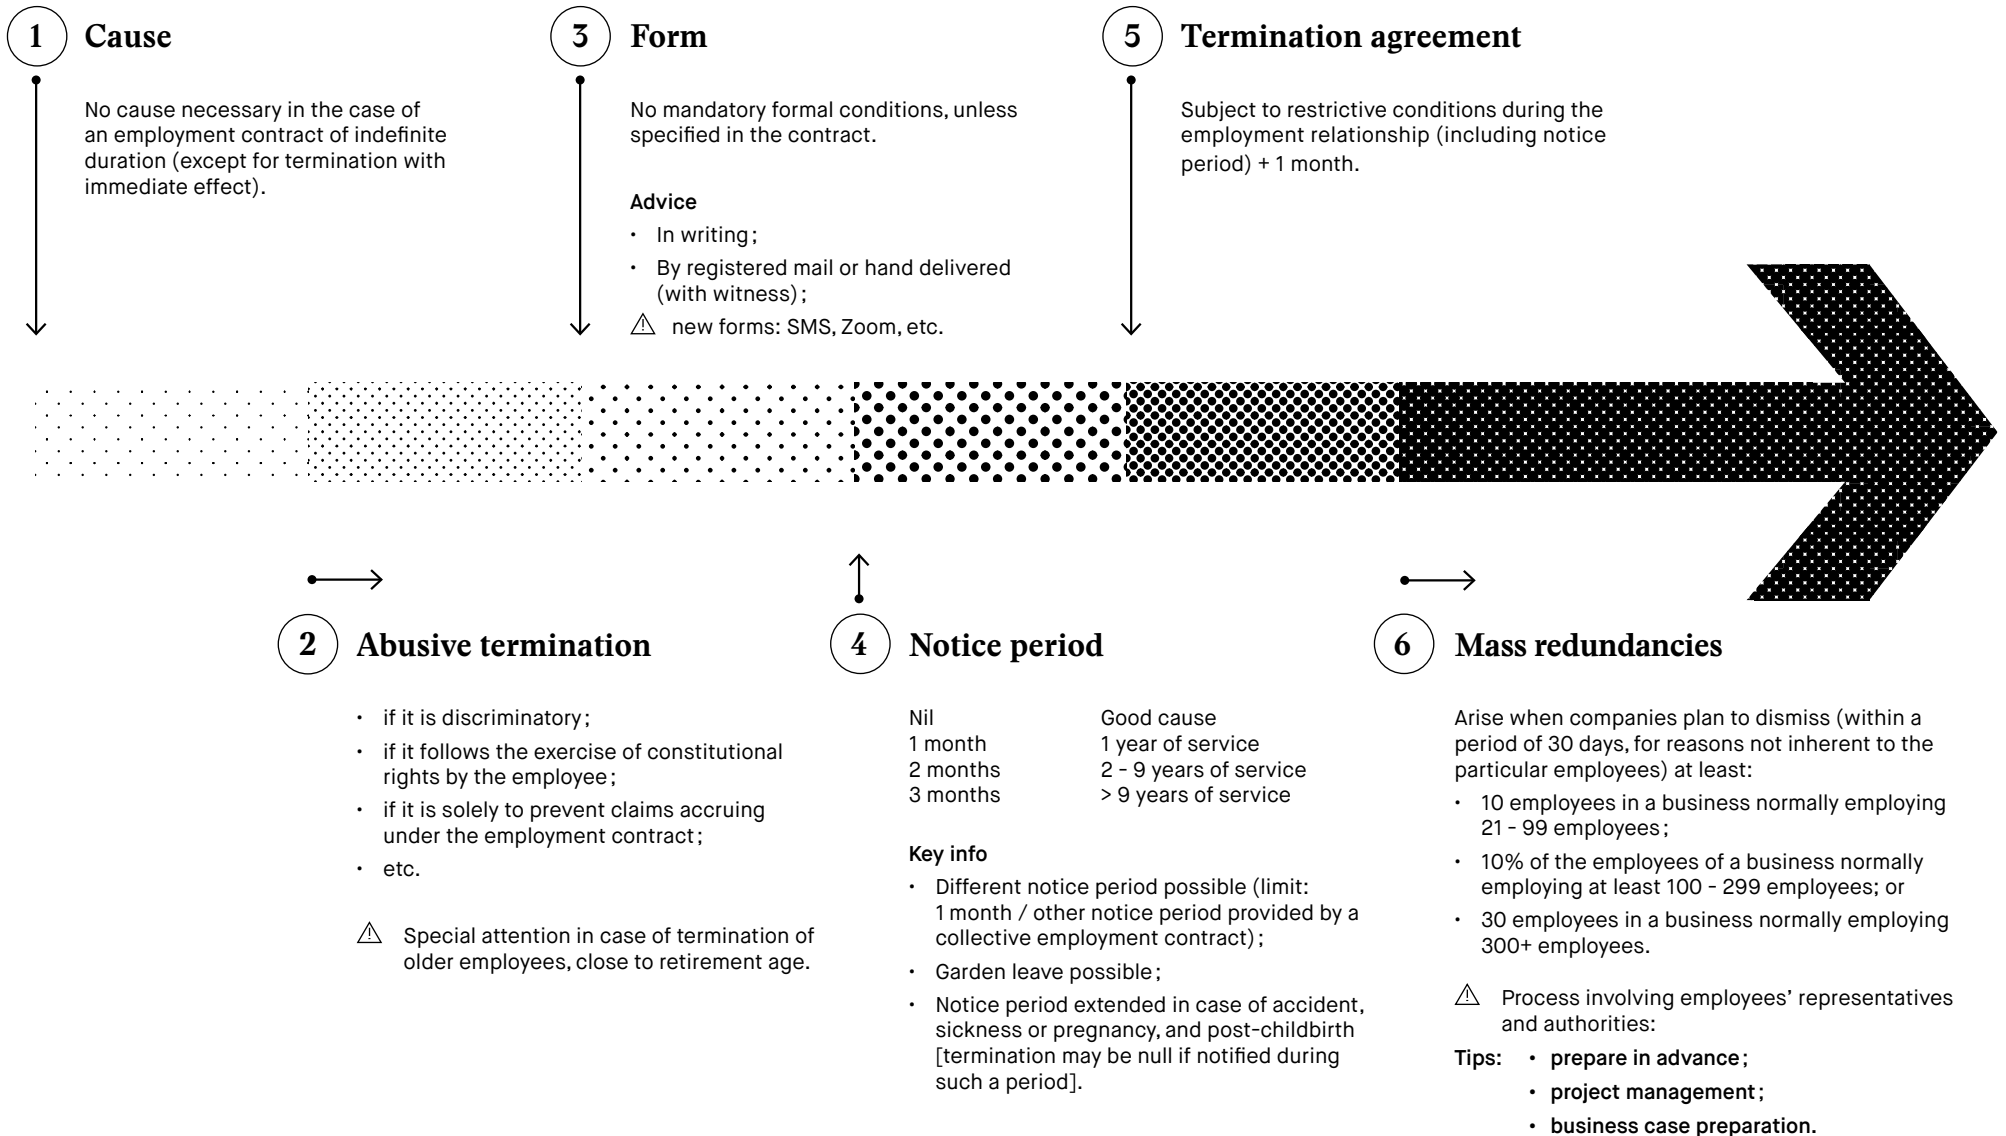 1 Cause
No cause necessary in the case of
an employment contract of indefinite
duration (except for termination with
immediate effect).
2 Abusive termination
• if it is discriminatory;
• if it follows the exercise of constitutional
rights by the employee;
• if it is solely to prevent claims accruing
under the employment contract;
• etc.
⚠ Special attention in case of termination of
older employees, close to retirement age.
3 Form
No mandatory formal conditions, unless
specified in the contract.
Advice
• In writing;
• By registered mail or hand delivered
(with witness);
⚠ new forms: SMS, Zoom, etc.
4 Notice period
Nil Good cause
1 month 1 year of service
2 months 2 - 9 years of service
3 months > 9 years of service
Key info
• Different notice period possible (limit:
1 month / other notice period provided by a
collective employment contract);
• Garden leave possible;
• Notice period extended in case of accident,
sickness or pregnancy, and post-childbirth
[termination may be null if notified during
such a period].
5 Termination agreement
Subject to restrictive conditions during the
employment relationship (including notice
period) + 1 month.
6 Mass redundancies
Arise when companies plan to dismiss (within a
period of 30 days, for reasons not inherent to the
particular employees) at least:
• 10 employees in a business normally employing
21 - 99 employees;
• 10% of the employees of a business normally
employing at least 100 - 299 employees; or
• 30 employees in a business normally employing
300+ employees.
⚠ Process involving employees' representatives
and authorities:
Tips: • prepare in advance;
• project management;
• business case preparation.